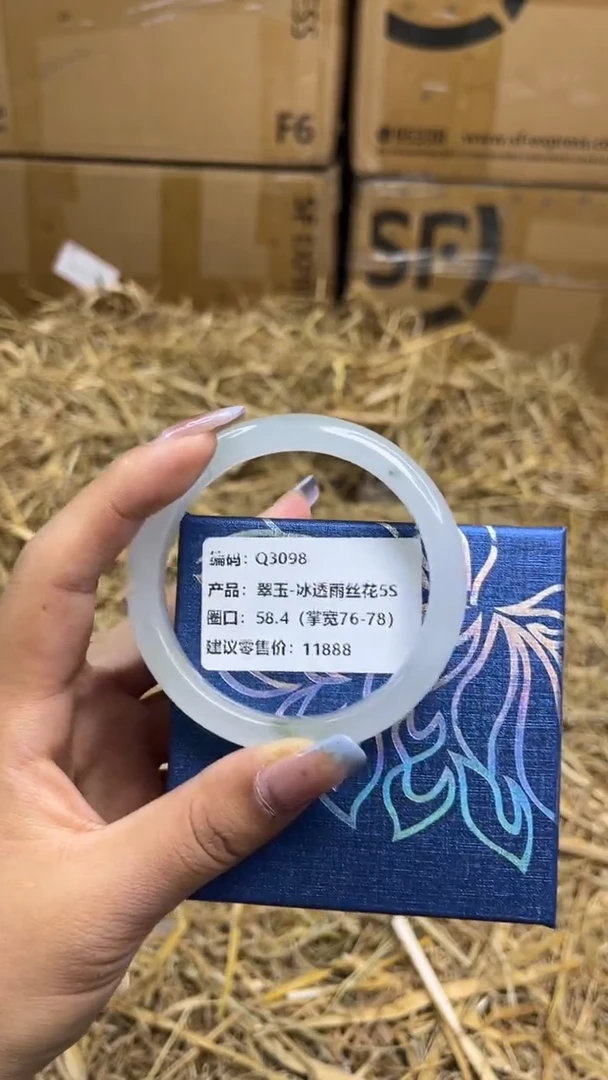 F6
SF
编码：Q3098
产品：翠玉-冰透雨丝花5S
圈口：58.4（掌宽76-78）
建议零售价：11888